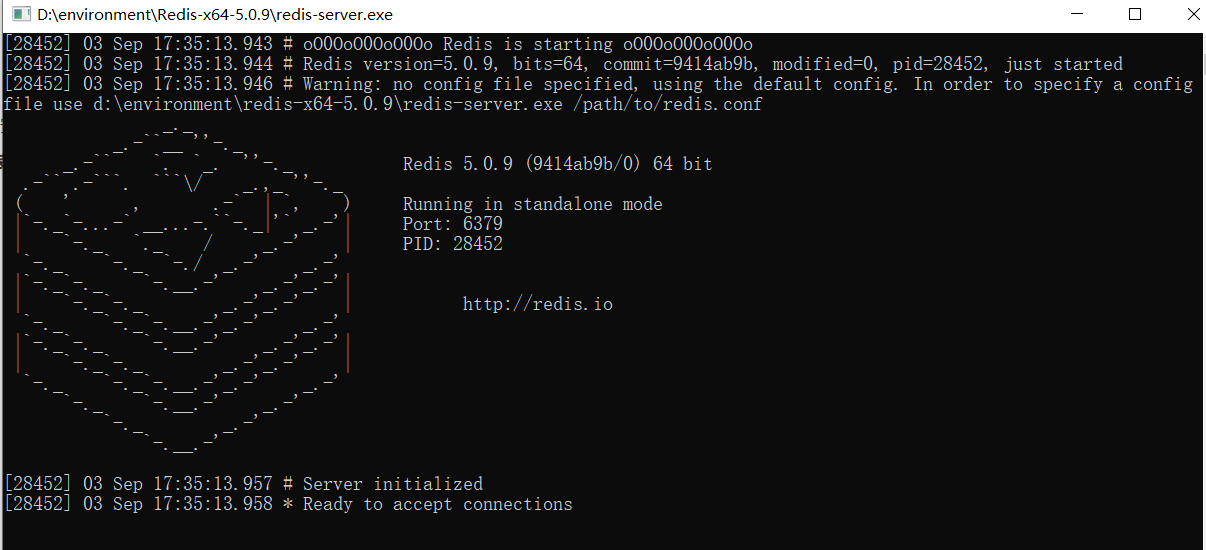 D:\environment\Redis-x64-5.0.9\redis-server.exe
[28452] 03 Sep 17:35:13.943 # oO0OoO0OoO0Oo Redis is starting oO0OoO0OoO0Oo
[28452] 03 Sep 17:35:13.944 # Redis version=5.0.9, bits=64, commit=9414ab9b, modified=0, pid=28452, just started
[28452] 03 Sep 17:35:13.946 # Warning: no config file specified, using the default config. In order to specify a config
file use d:\environment\redis-x64-5.0.9\redis-server.exe /path/to/redis.conf
Redis 5.0.9 (9414ab9b/0) 64 bit
Running in standalone mode
Port: 6379
PID: 28452
http://redis.io
[28452] 03 Sep 17:35:13.957 # Server initialized
[28452] 03 Sep 17:35:13.958 * Ready to accept connections